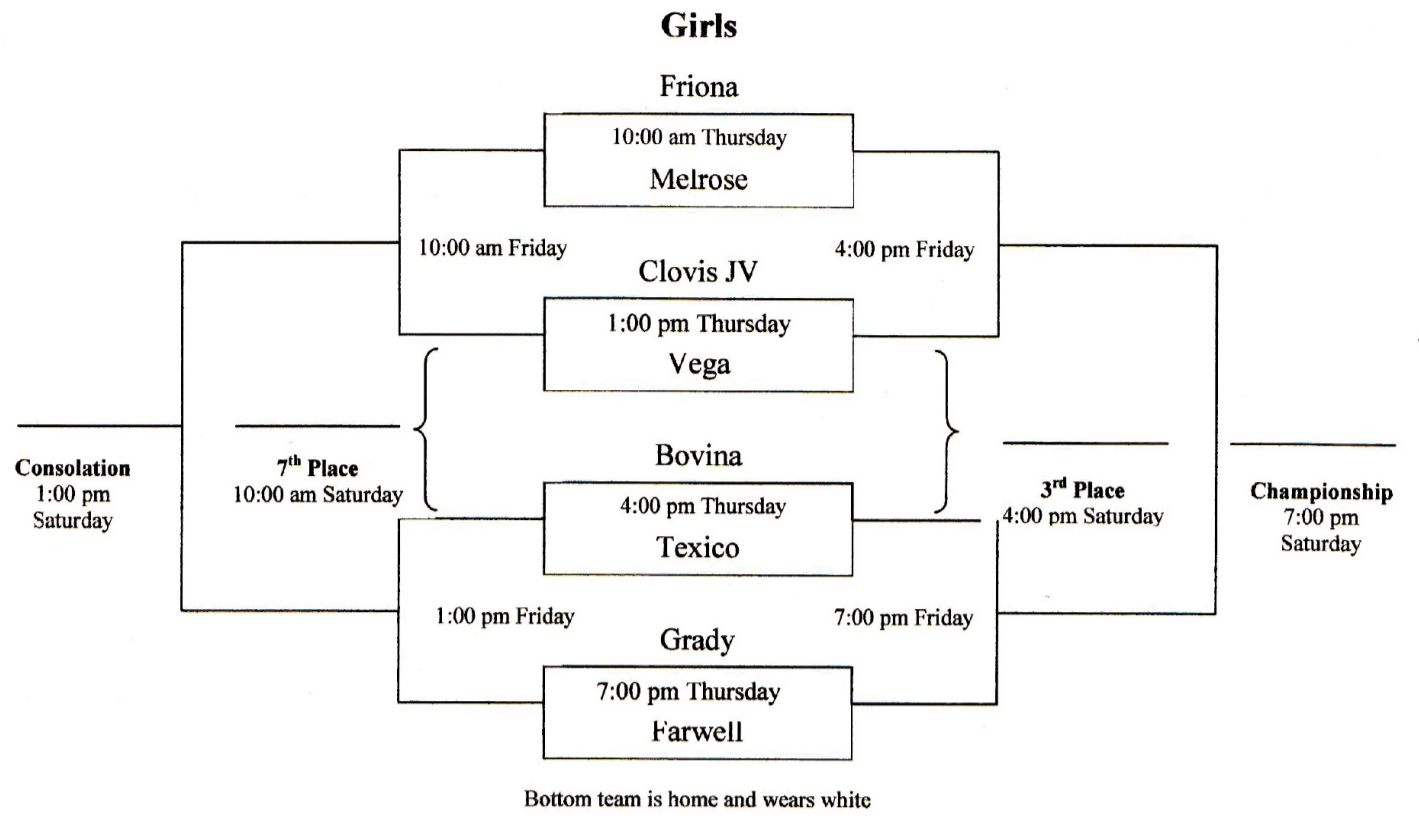 Girls
Friona
10:00 am Thursday
Melrose
10:00 am Friday
4:00 pm Friday
Clovis JV
1:00 pm Thursday
Vega
Consolation
1:00 pm
Saturday
7th Place
10:00 am Saturday
Bovina
4:00 pm Thursday
Texico
3rd Place
4:00 pm Saturday
Championship
7:00 pm
Saturday
1:00 pm Friday
7:00 pm Friday
Grady
7:00 pm Thursday
Farwell
Bottom team is home and wears white